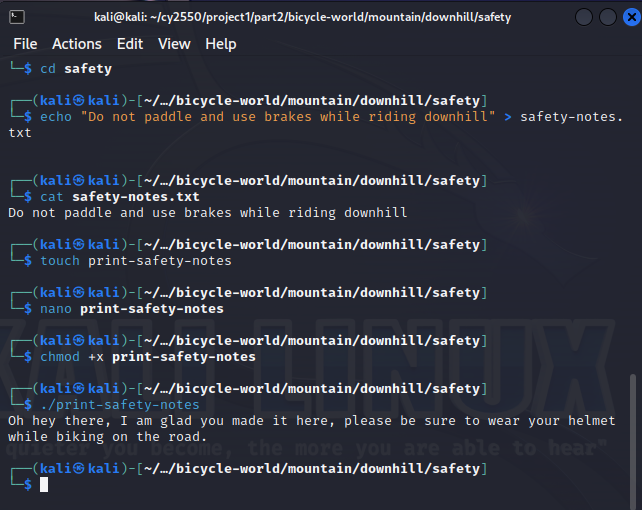 kali@kali: ~/cy2550/project1/part2/bicycle-world/mountain/downhill/safety
File Actions Edit View Help
└─$ cd safety
┌──(kali㉿kali)-[~/…/bicycle-world/mountain/downhill/safety]
└─$ echo "Do not paddle and use brakes while riding downhill" > safety-notes.
txt
┌──(kali㉿kali)-[~/…/bicycle-world/mountain/downhill/safety]
└─$ cat safety-notes.txt
Do not paddle and use brakes while riding downhill
┌──(kali㉿kali)-[~/…/bicycle-world/mountain/downhill/safety]
└─$ touch print-safety-notes
┌──(kali㉿kali)-[~/…/bicycle-world/mountain/downhill/safety]
└─$ nano print-safety-notes
┌──(kali㉿kali)-[~/…/bicycle-world/mountain/downhill/safety]
└─$ chmod +x print-safety-notes
┌──(kali㉿kali)-[~/…/bicycle-world/mountain/downhill/safety]
└─$ ./print-safety-notes
Oh hey there, I am glad you made it here, please be sure to wear your helmet
while biking on the road.
┌──(kali㉿kali)-[~/…/bicycle-world/mountain/downhill/safety]
└─$
KALI LINUX
quieter you become, the more you are able to hear"